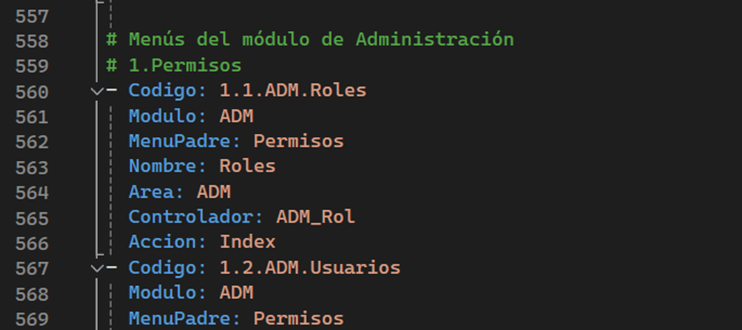 557
558 # Menús del módulo de Administración
559 # 1.Permisos
560 - Codigo: 1.1.ADM.Roles
561 Modulo: ADM
562 MenuPadre: Permisos
563 Nombre: Roles
564 Area: ADM
565 Controlador: ADM_Rol
566 Accion: Index
567 - Codigo: 1.2.ADM.Usuarios
568 Modulo: ADM
569 MenuPadre: Permisos